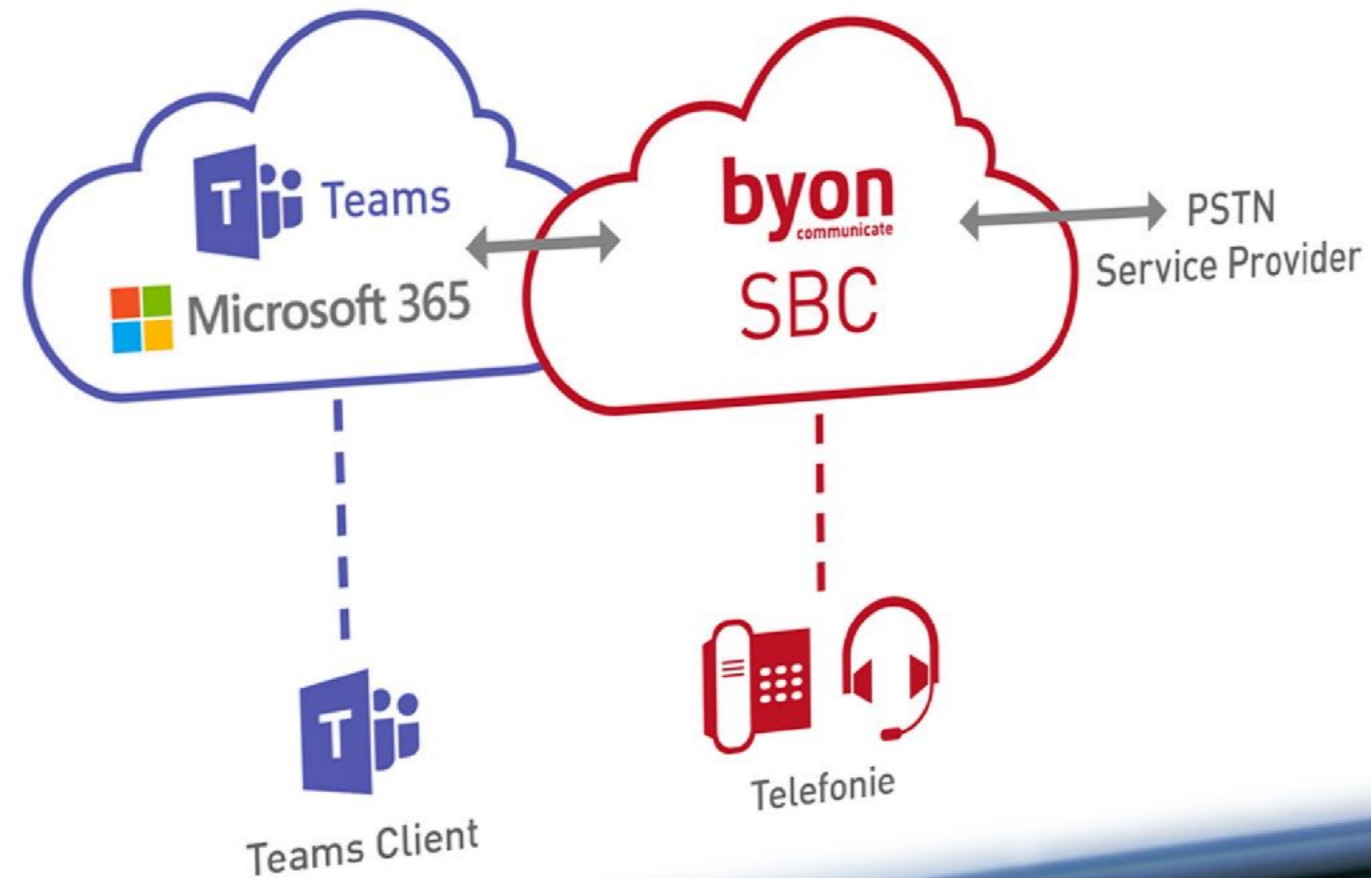 T Teams
Microsoft 365
byon
communicate
SBC
PSTN
Service Provider
T
Teams Client
Telefonie